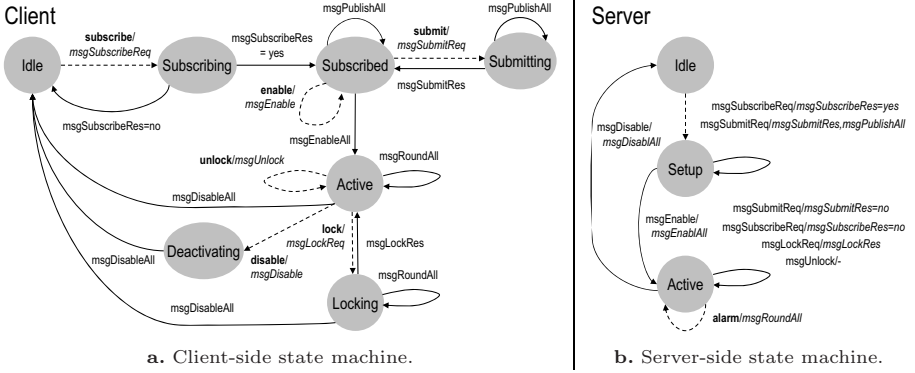 Client
msgPublishAll
subscribe/
msgSubscribeReq
msgSubscribeRes
= yes
submit/
msgSubmitReq
msgPublishAll
Idle
Subscribing
Subscribed
Submitting
msgSubmitRes
enable/
msgEnable
msgSubscribeRes=no
msgEnableAll
unlock/msgUnlock
msgRoundAll
Active
msgDisableAll
lock/
msgLockReq
msgLockRes
Deactivating
disable/
msgDisable
msgDisableAll
msgRoundAll
msgDisableAll
Locking
a. Client-side state machine.
Server
Idle
msgSubscribeReq/msgSubscribeRes=yes
msgSubmitReq/msgSubmitRes,msgPublishAll
msgDisable/
msgDisablAll
Setup
msgEnable/
msgEnablAll
msgSubmitReq/msgSubmitRes=no
msgSubscribeReq/msgSubscribeRes=no
msgLockReq/msgLockRes
msgUnlock/-
Active
alarm/msgRoundAll
b. Server-side state machine.